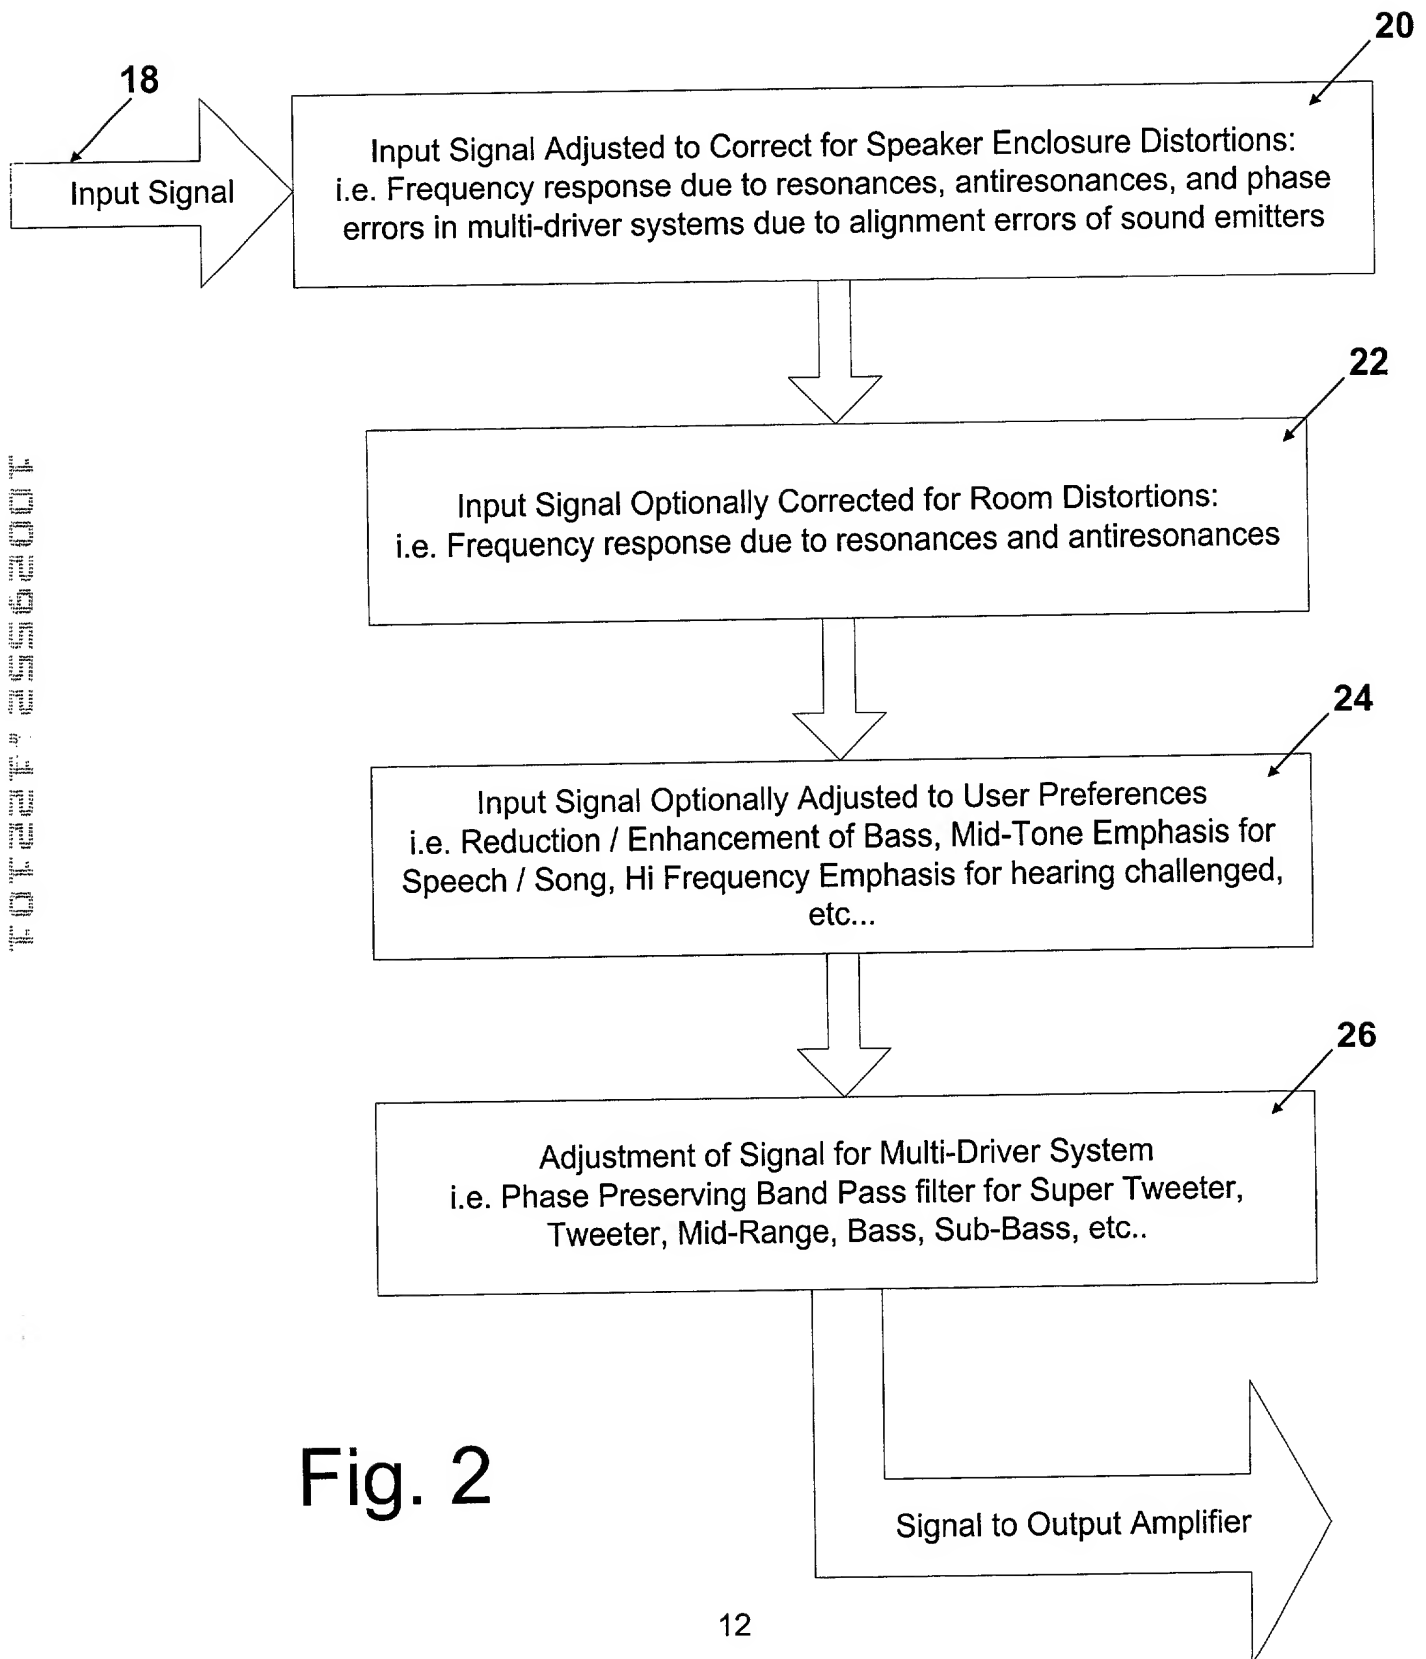 20
18
Input Signal
Input Signal Adjusted to Correct for Speaker Enclosure Distortions:
i.e. Frequency response due to resonances, antiresonances, and phase
errors in multi-driver systems due to alignment errors of sound emitters
22
Input Signal Optionally Corrected for Room Distortions:
i.e. Frequency response due to resonances and antiresonances
24
Input Signal Optionally Adjusted to User Preferences
i.e. Reduction / Enhancement of Bass, Mid-Tone Emphasis for
Speech / Song, Hi Frequency Emphasis for hearing challenged,
etc...
26
Adjustment of Signal for Multi-Driver System
i.e. Phase Preserving Band Pass filter for Super Tweeter,
Tweeter, Mid-Range, Bass, Sub-Bass, etc..
Signal to Output Amplifier
Fig. 2
12
10029552.122101